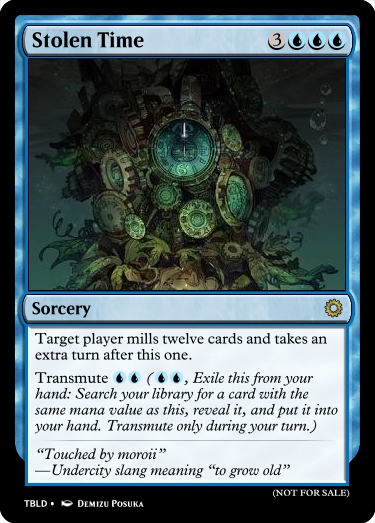 Stolen Time 3
Sorcery
Target player mills twelve cards and takes an
extra turn after this one.
Transmute (, Exile this from your
hand: Search your library for a card with the
same mana value as this, reveal it, and put it into
your hand. Transmute only during your turn.)
“Touched by moroii”
—Undercity slang meaning “to grow old”
(NOT FOR SALE)
TBLD • Demizu Posuka